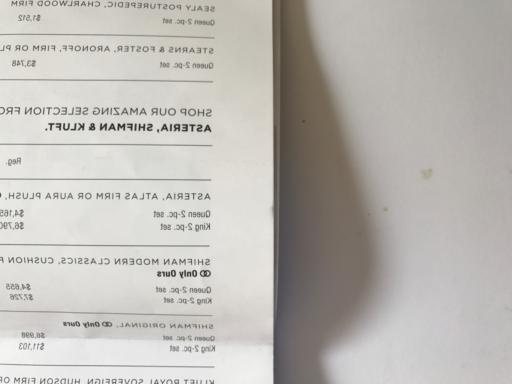 SEALY POSTUREPEDIC, CHARLWOOD FIRM
Queen 2-pc. set $1,512
STEARNS & FOSTER, ARONOFF, FIRM OR PL
Queen 2-pc. set $3,748
SHOP OUR AMAZING SELECTION FRO
ASTERIA, SHIFMAN & KLUFT.
Reg.
ASTERIA, ATLAS FIRM OR AURA PLUSH,
Queen 2-pc. set $4,165
King 2-pc. set $6,790
SHIFMAN MODERN CLASSICS, CUSHION F
Only Ours
Queen 2-pc. set $4,655
King 2-pc. set $7,726
SHIFMAN ORIGINAL, Only Ours
Queen 2-pc. set $6,998
King 2-pc. set $11,103
KLUFT ROYAL SOVEREIGN, HUDSON FIRM OR